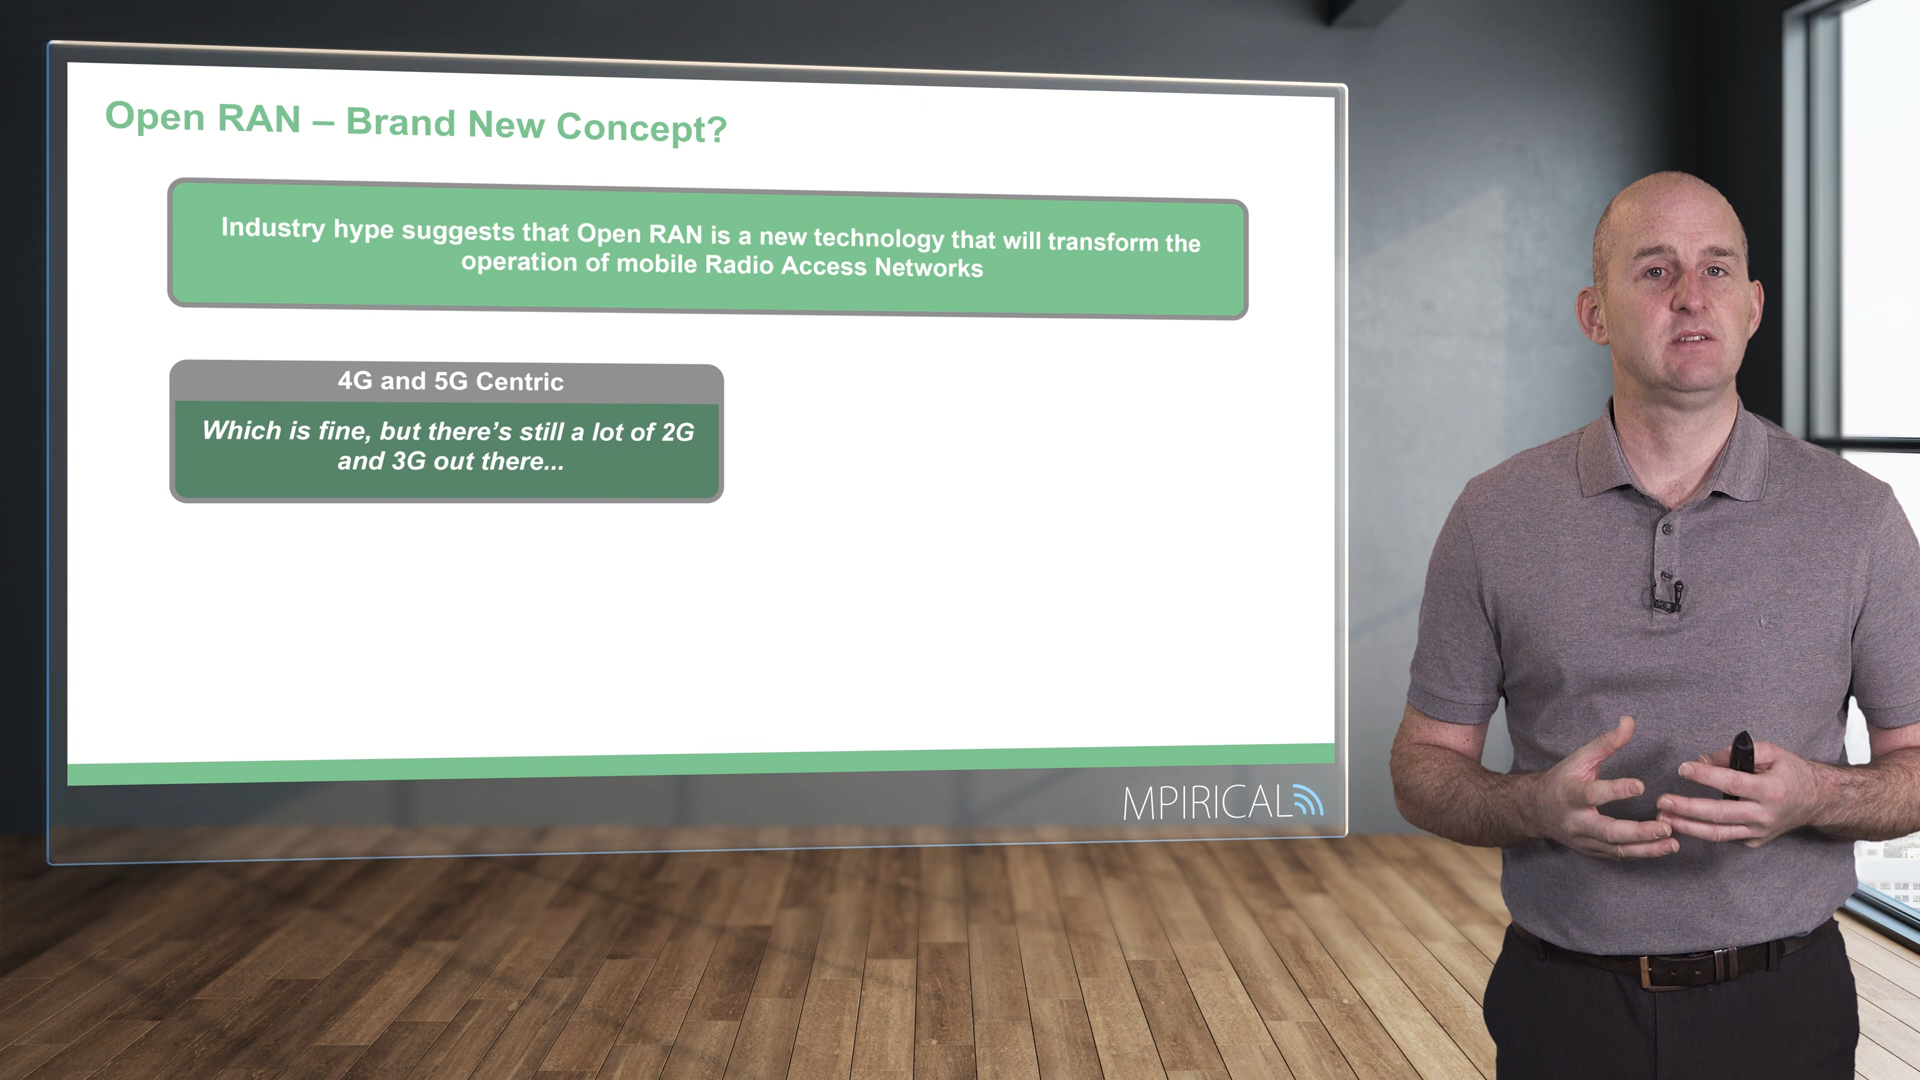 Open RAN – Brand New Concept?
Industry hype suggests that Open RAN is a new technology that will transform the
operation of mobile Radio Access Networks
4G and 5G Centric
Which is fine, but there’s still a lot of 2G
and 3G out there...
MPIRICAL